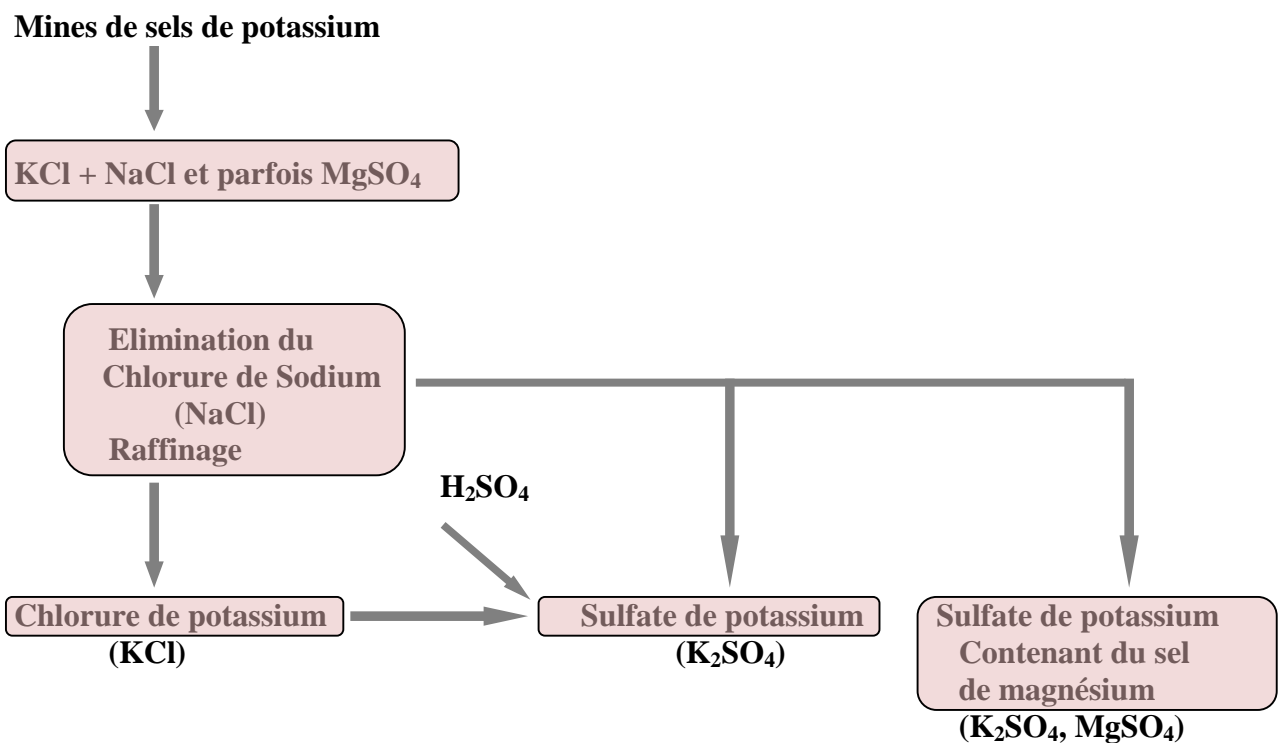 Mines de sels de potassium
KCl + NaCl et parfois MgSO₄
Elimination du
Chlorure de Sodium
(NaCl)
Raffinage
H₂SO₄
Chlorure de potassium
(KCl)
Sulfate de potassium
(K₂SO₄)
Sulfate de potassium
Contenant du sel
de magnésium
(K₂SO₄, MgSO₄)